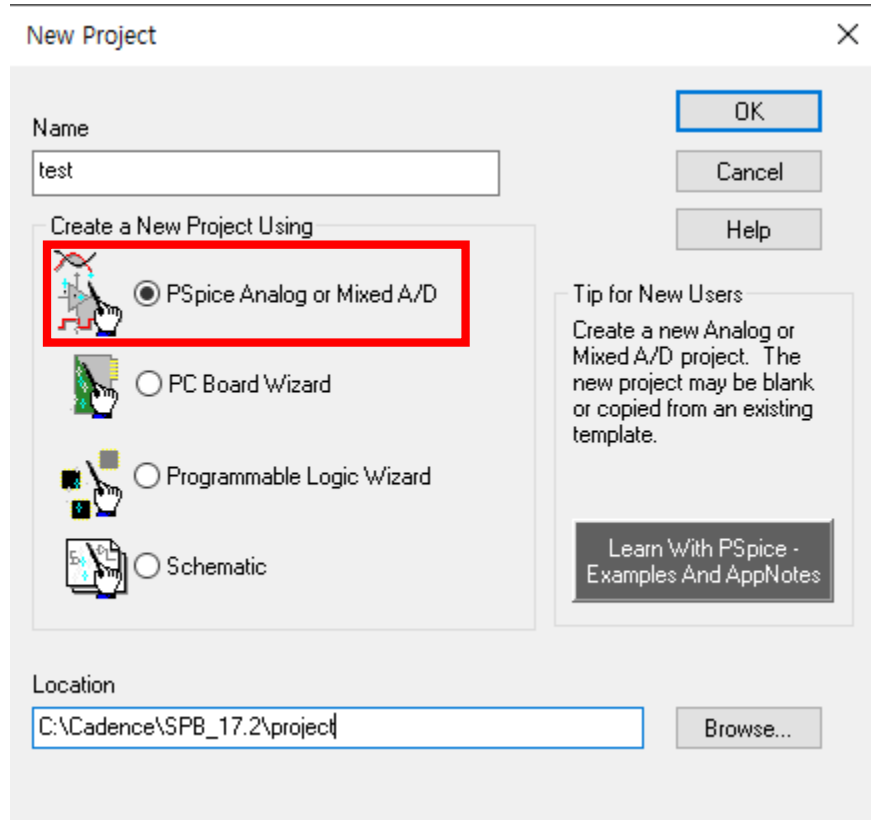 New Project
Name
test
OK
Cancel
Help
Create a New Project Using
PSpice Analog or Mixed A/D
PC Board Wizard
Programmable Logic Wizard
Schematic
Tip for New Users
Create a new Analog or
Mixed A/D project. The
new project may be blank
or copied from an existing
template.
Learn With PSpice -
Examples And AppNotes
Location
C:\Cadence\SPB_17.2\project
Browse...